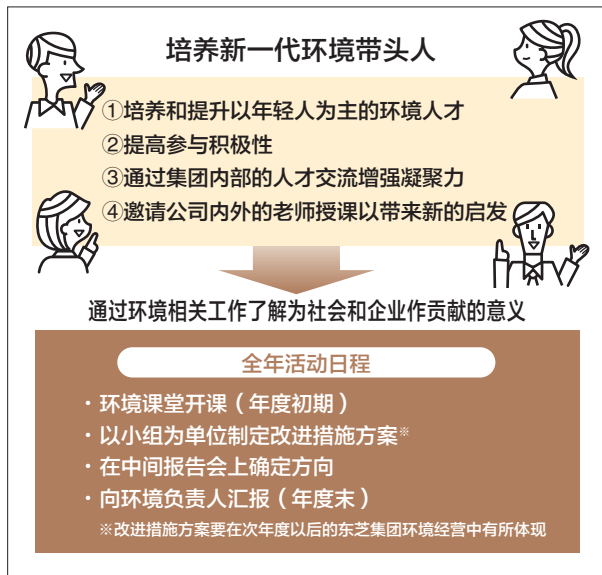 培养新一代环境带头人
①培养和提升以年轻人为主的环境人才
②提高参与积极性
③通过集团内部的人才交流增强凝聚力
④邀请公司内外的老师授课以带来新的启发
通过环境相关工作了解为社会和企业作贡献的意义
全年活动日程
・环境课堂开课（年度初期）
・以小组为单位制定改进措施方案※
・在中间报告会上确定方向
・向环境负责人汇报（年度末）
※改进措施方案要在次年度以后的东芝集团环境经营中有所体现